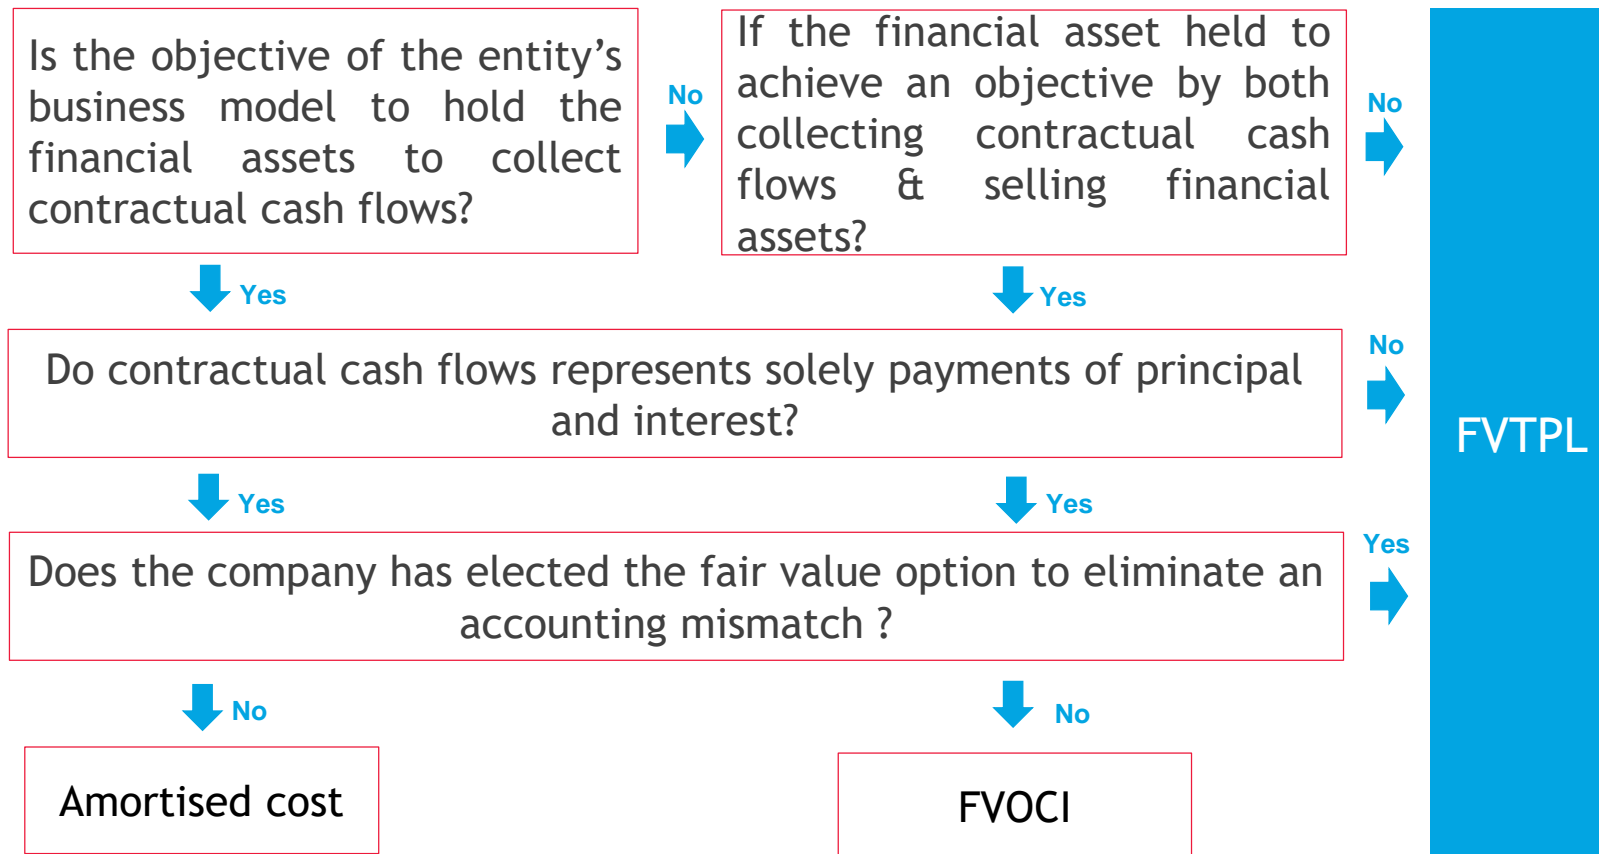 Is the objective of the entity’s
business model to hold the
financial assets to collect
contractual cash flows?
No
If the financial asset held to
achieve an objective by both
collecting contractual cash
flows & selling financial
assets?
No
Yes
Yes
Do contractual cash flows represents solely payments of principal
and interest?
No
FVTPL
Yes
Yes
Does the company has elected the fair value option to eliminate an
accounting mismatch ?
Yes
No
No
Amortised cost
FVOCI